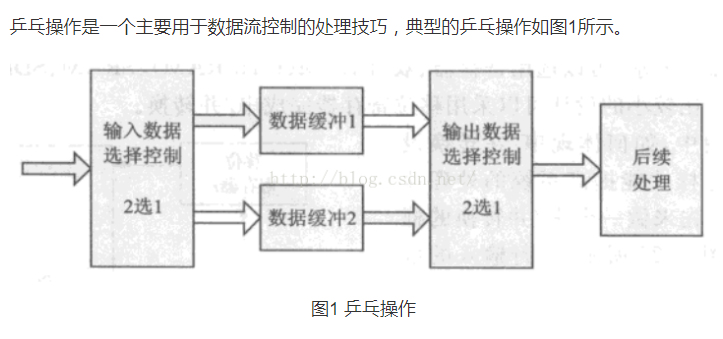 乒乓操作是一个主要用于数据流控制的处理技巧，典型的乒乓操作如图1所示。
输入数据
选择控制
2选1
数据缓冲1
数据缓冲2
输出数据
选择控制
2选1
后续
处理
http://blog.csdn.net/
图1 乒乓操作